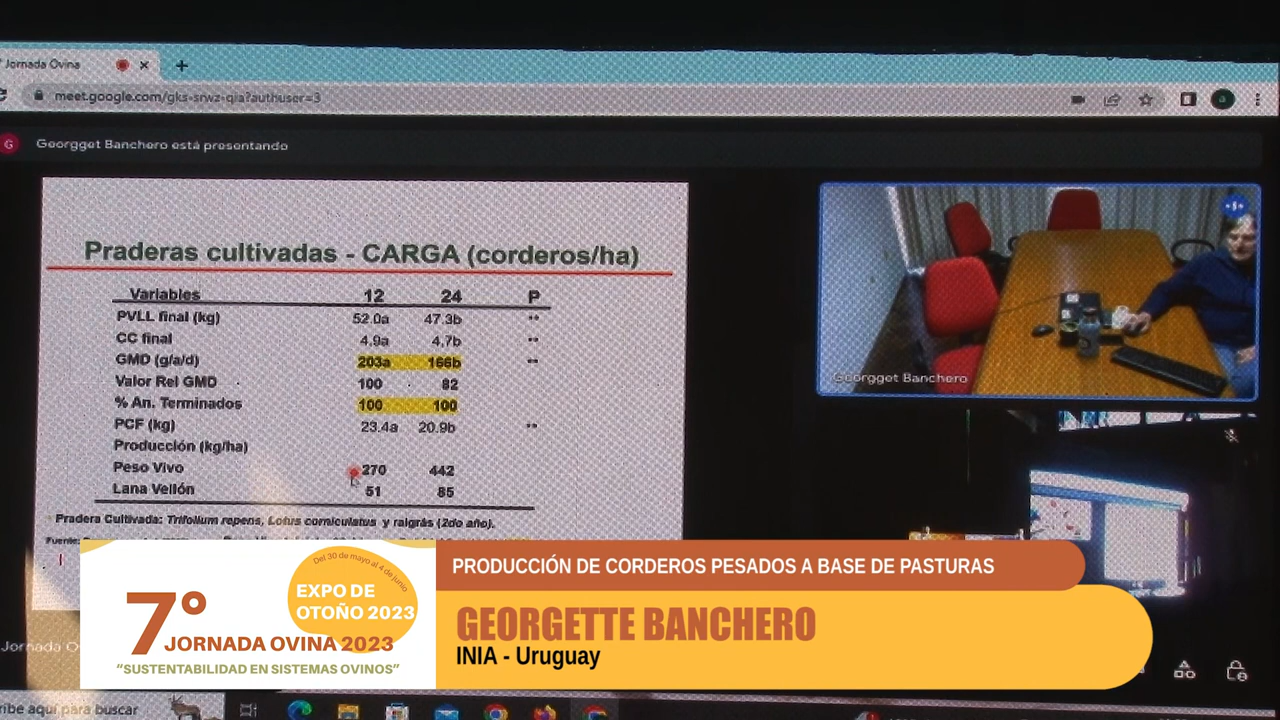 Jornada Ovina
meet.google.com/gks-srwz-qia?authuser=3
G
Georgget Banchero está presentando
Praderas cultivadas - CARGA (corderos/ha)
Variables 12 24 P
PVLL final (kg) 52.0a 47.3b **
CC final 4,9a 4,7b **
GMD (g/a/d) 203a 166b **
Valor Rel GMD 100 82
% An. Terminados 100 100
PCF (kg) 23.4a 20.9b **
Producción (kg/ha)
Peso Vivo 270 442
Lana Vellón 51 85
Pradera Cultivada: Trifolium repens, Lotus corniculatus y raigrás (2do año).
Fuente:
Georgget Banchero
Del 30 de mayo al 4 de junio
EXPO DE
OTOÑO 2023
7°
JORNADA OVINA 2023
“SUSTENTABILIDAD EN SISTEMAS OVINOS”
PRODUCCIÓN DE CORDEROS PESADOS A BASE DE PASTURAS
GEORGETTE BANCHERO
INIA - Uruguay
Jornada O
ribe aquí para buscar